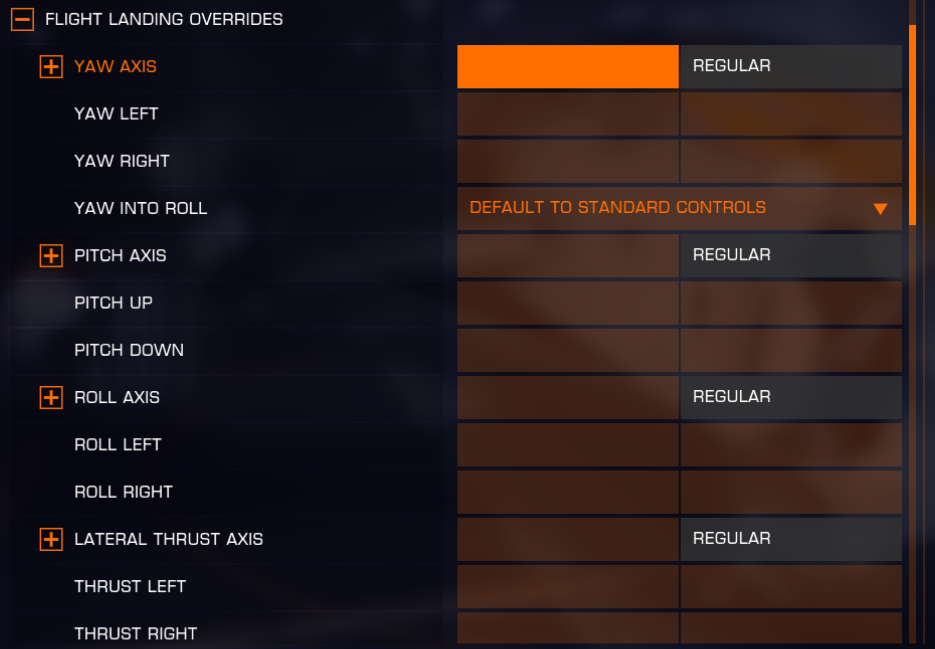 FLIGHT LANDING OVERRIDES
YAW AXIS REGULAR
YAW LEFT
YAW RIGHT
YAW INTO ROLL DEFAULT TO STANDARD CONTROLS
PITCH AXIS REGULAR
PITCH UP
PITCH DOWN
ROLL AXIS REGULAR
ROLL LEFT
ROLL RIGHT
LATERAL THRUST AXIS REGULAR
THRUST LEFT
THRUST RIGHT